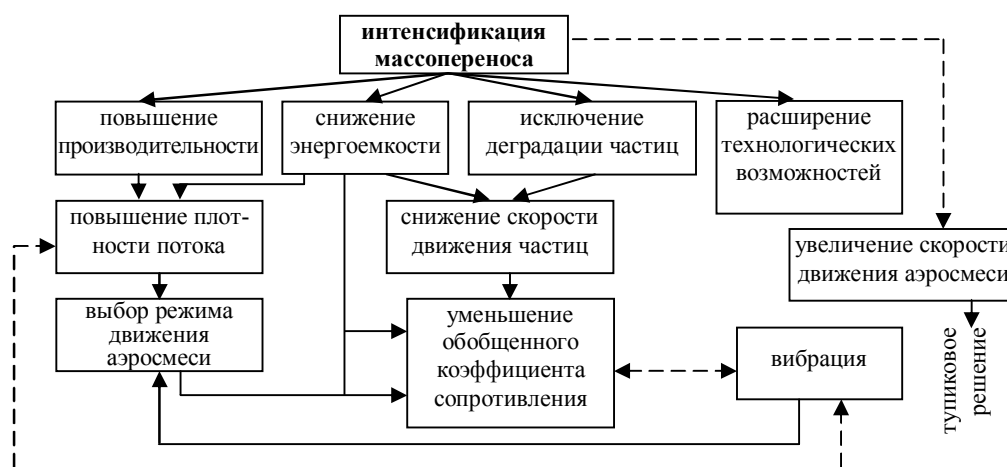 интенсификация
массопереноса
повышение
производительности
снижение
энергоемкости
исключение
деградации частиц
расширение
технологических
возможностей
повышение плот-
ности потока
снижение скорости
движения частиц
увеличение скорости
движения аэросмеси
выбор режима
движения
аэросмеси
уменьшение
обобщенного
коэффициента
сопротивления
вибрация
тупиковое
решение